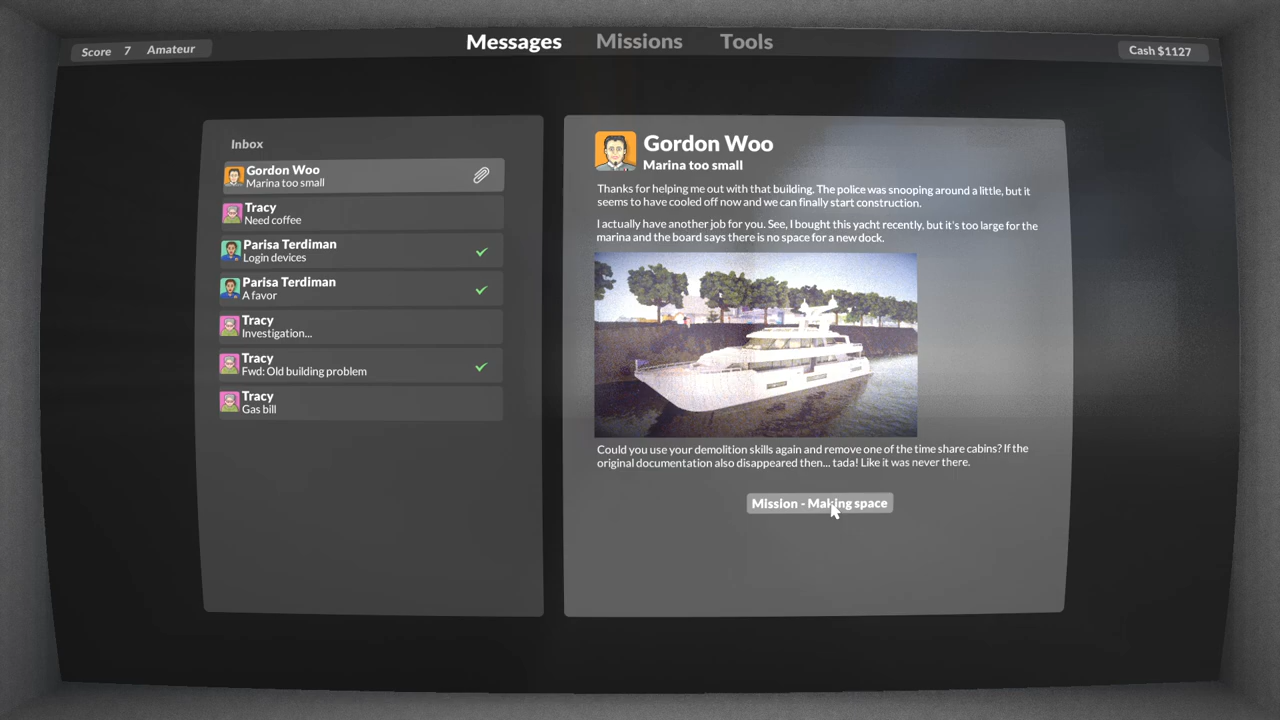 Score 7 Amateur
Messages Missions Tools
Cash $1127
Inbox
Gordon Woo
Marina too small
Tracy
Need coffee
Parisa Terdiman
Login devices
Parisa Terdiman
A favor
Tracy
Investigation...
Tracy
Fwd: Old building problem
Tracy
Gas bill
Gordon Woo
Marina too small
Thanks for helping me out with that building. The police was snooping around a little, but it
seems to have cooled off now and we can finally start construction.
I actually have another job for you. See, I bought this yacht recently, but it's too large for the
marina and the board says there is no space for a new dock.
Could you use your demolition skills again and remove one of the time share cabins? If the
original documentation also disappeared then... tada! Like it was never there.
Mission - Making space